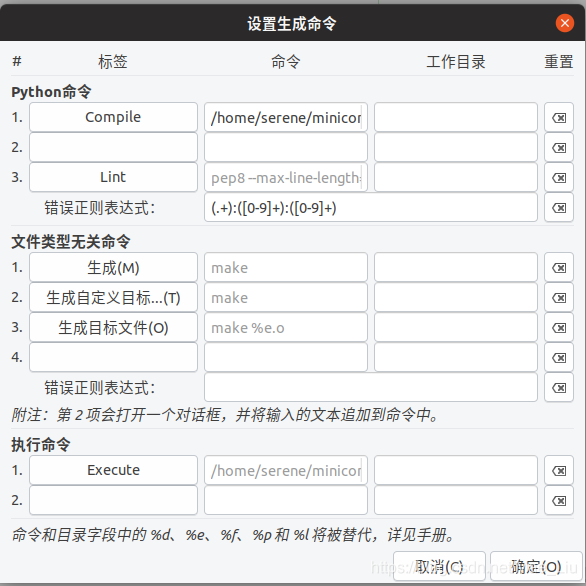 设置生成命令
# 标签 命令 工作目录 重置
Python命令
1. Compile /home/serene/minicor
2.
3. Lint pep8 --max-line-length=
错误正则表达式： (.+):([0-9]+):([0-9]+)
文件类型无关命令
1. 生成(M) make
2. 生成自定义目标...(T) make
3. 生成目标文件(O) make %e.o
4.
错误正则表达式：
附注：第 2 项会打开一个对话框，并将输入的文本追加到命令中。
执行命令
1. Execute /home/serene/minicor
2.
命令和目录字段中的 %d、%e、%f、%p 和 %l 将被替代，详见手册。
取消(C) 确定(O)